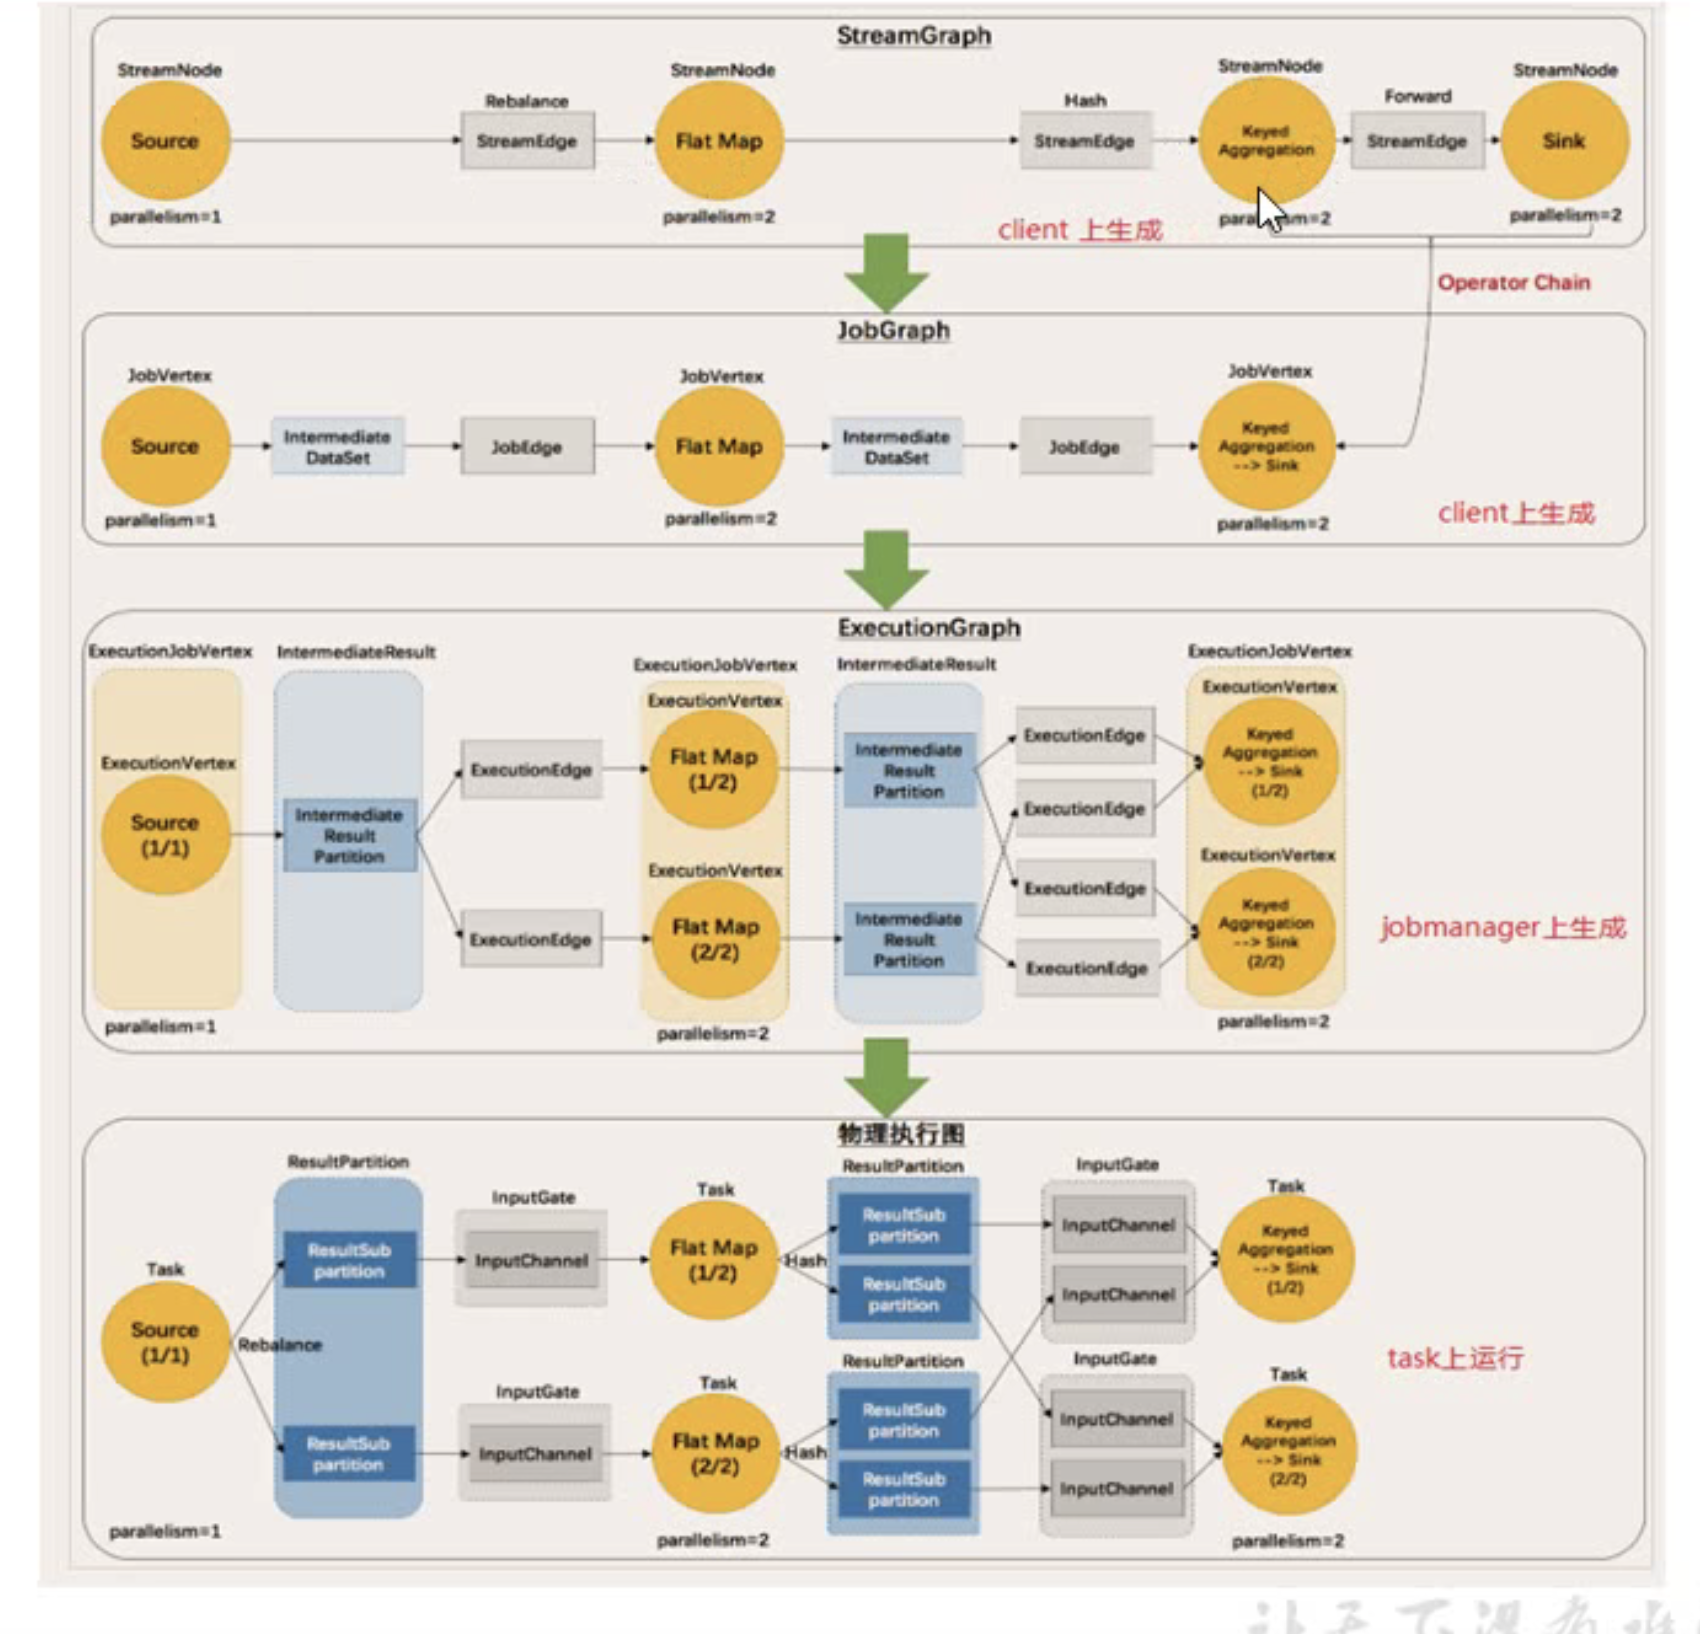 StreamGraph
StreamNode
StreamNode
StreamNode
StreamNode
Rebalance
Hash
Forward
Source
StreamEdge
Flat Map
StreamEdge
Keyed
Aggregation
StreamEdge
Sink
parallelism=1
parallelism=2
parallelism=2
client 上生成
Operator Chain
JobGraph
JobVertex
JobVertex
JobVertex
Source
Intermediate
DataSet
JobEdge
Flat Map
Intermediate
DataSet
JobEdge
Keyed
Aggregation
--> Sink
parallelism=1
parallelism=2
parallelism=2
client上生成
ExecutionGraph
ExecutionJobVertex
IntermediateResult
ExecutionJobVertex
IntermediateResult
ExecutionJobVertex
ExecutionVertex
ExecutionVertex
ExecutionVertex
Source
(1/1)
Intermediate
Result
Partition
ExecutionEdge
Flat Map
(1/2)
Intermediate
Result
Partition
ExecutionEdge
ExecutionEdge
Keyed
Aggregation
--> Sink
(1/2)
ExecutionVertex
ExecutionVertex
ExecutionEdge
Flat Map
(2/2)
Intermediate
Result
Partition
ExecutionEdge
ExecutionEdge
Keyed
Aggregation
--> Sink
(2/2)
jobmanager上生成
parallelism=1
parallelism=2
parallelism=2
物理执行图
ResultPartition
InputGate
Task
ResultPartition
InputGate
Task
Task
Source
(1/1)
Rebalance
ResultSub
partition
InputChannel
Flat Map
(1/2)
Hash
ResultSub
partition
ResultSub
partition
InputChannel
InputChannel
Keyed
Aggregation
--> Sink
(1/2)
task上运行
InputGate
Task
ResultPartition
InputGate
Task
ResultSub
partition
InputChannel
Flat Map
(2/2)
Hash
ResultSub
partition
ResultSub
partition
InputChannel
InputChannel
Keyed
Aggregation
--> Sink
(2/2)
parallelism=1
parallelism=2
parallelism=2